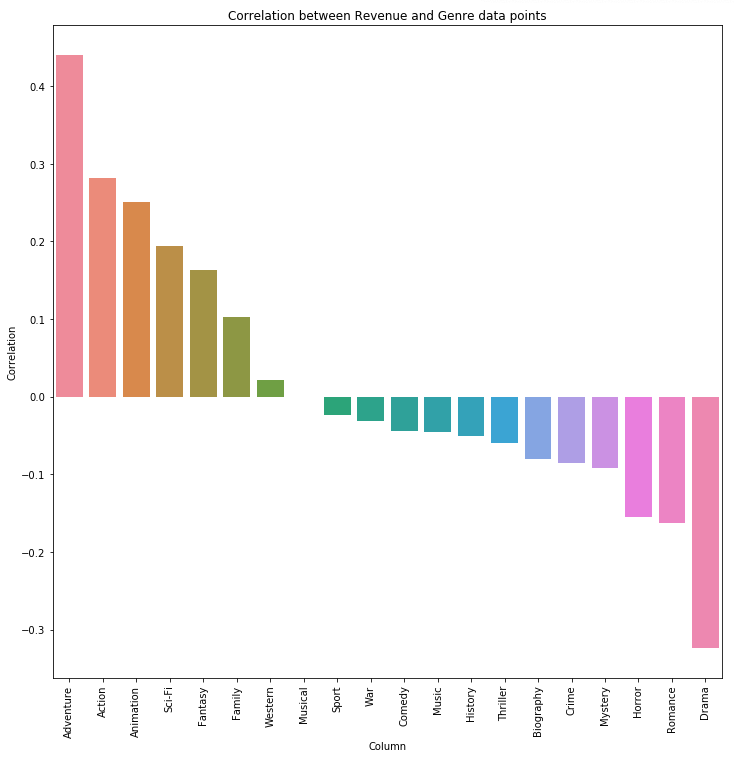 Correlation between Revenue and Genre data points
Correlation
0.4
0.3
0.2
0.1
0.0
−0.1
−0.2
−0.3
Adventure
Action
Animation
Sci-Fi
Fantasy
Family
Western
Musical
Sport
War
Comedy
Music
History
Thriller
Biography
Crime
Mystery
Horror
Romance
Drama
Column